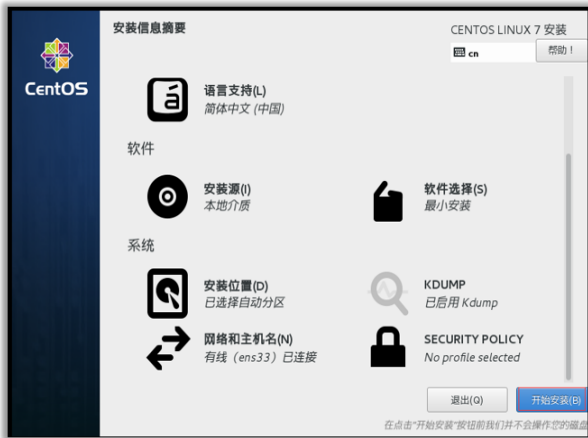 安装信息摘要
CENTOS LINUX 7 安装
cn
帮助！
CentOS
语言支持(L)
简体中文 (中国)
软件
安装源(I)
本地介质
软件选择(S)
最小安装
系统
安装位置(D)
已选择自动分区
KDUMP
已启用 Kdump
网络和主机名(N)
有线（ens33）已连接
SECURITY POLICY
No profile selected
退出(Q)
开始安装(B)
在点击"开始安装"按钮前我们并不会操作您的磁盘